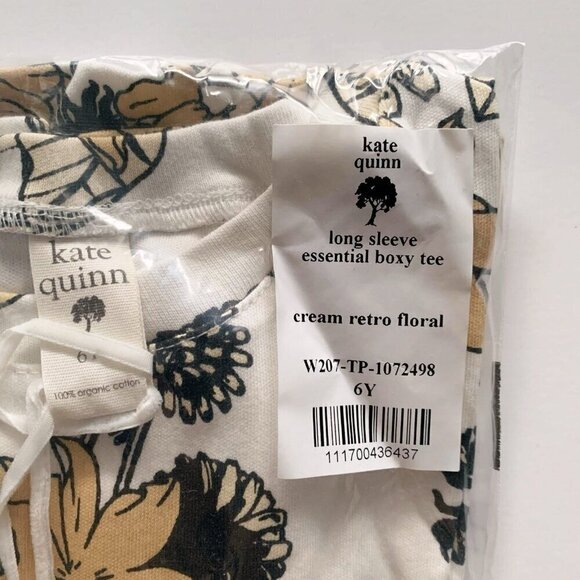 kate
quinn
long sleeve
essential boxy tee
cream retro floral
W207-TP-1072498
6Y
111700436437
kate
quinn
6Y
100% organic cotton